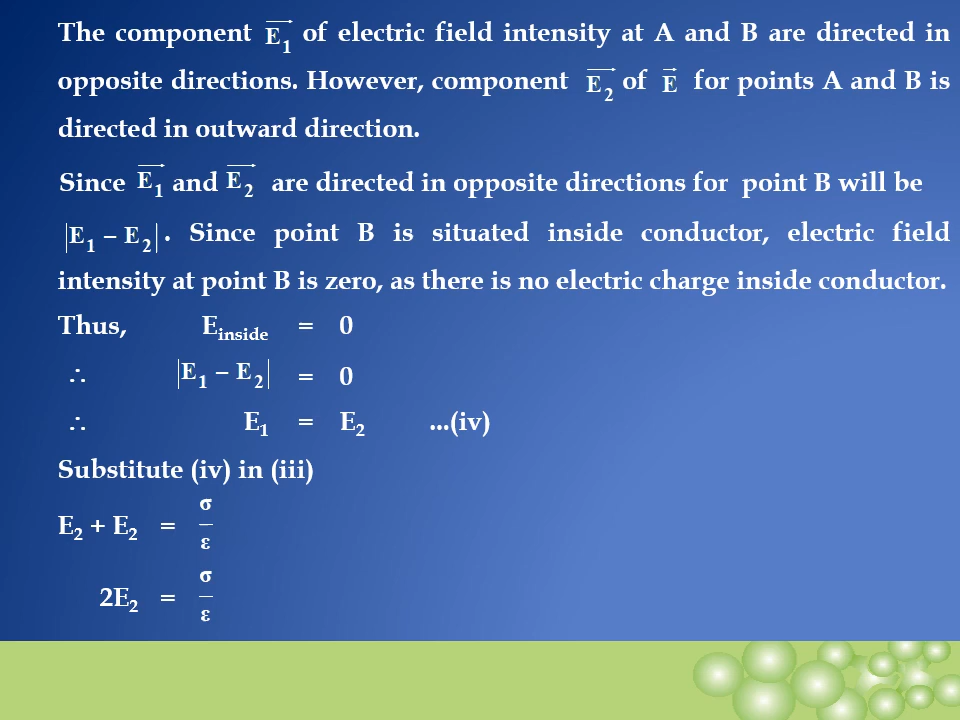 The component E₁ of electric field intensity at A and B are directed in
opposite directions. However, component E₂ of E for points A and B is
directed in outward direction.
Since E₁ and E₂ are directed in opposite directions for point B will be
|E₁ – E₂|. Since point B is situated inside conductor, electric field
intensity at point B is zero, as there is no electric charge inside conductor.
Thus, E_inside = 0
∴ |E₁ – E₂| = 0
∴ E₁ = E₂ ...(iv)
Substitute (iv) in (iii)
E₂ + E₂ = σ/ε
2E₂ = σ/ε